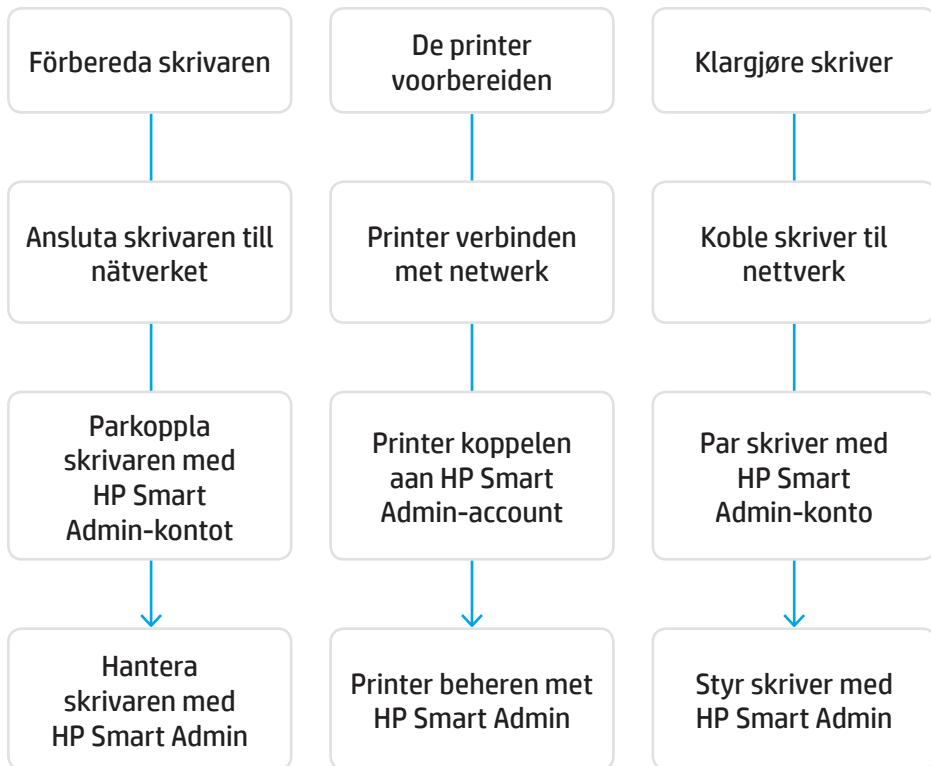 Förbereda skrivaren
De printer
voorbereiden
Klargjøre skriver
Ansluta skrivaren till
nätverket
Printer verbinden
met netwerk
Koble skriver til
nettverk
Parkoppla
skrivaren med
HP Smart
Admin-kontot
Printer koppelen
aan HP Smart
Admin-account
Par skriver med
HP Smart
Admin-konto
Hantera
skrivaren med
HP Smart Admin
Printer beheren met
HP Smart Admin
Styr skriver med
HP Smart Admin